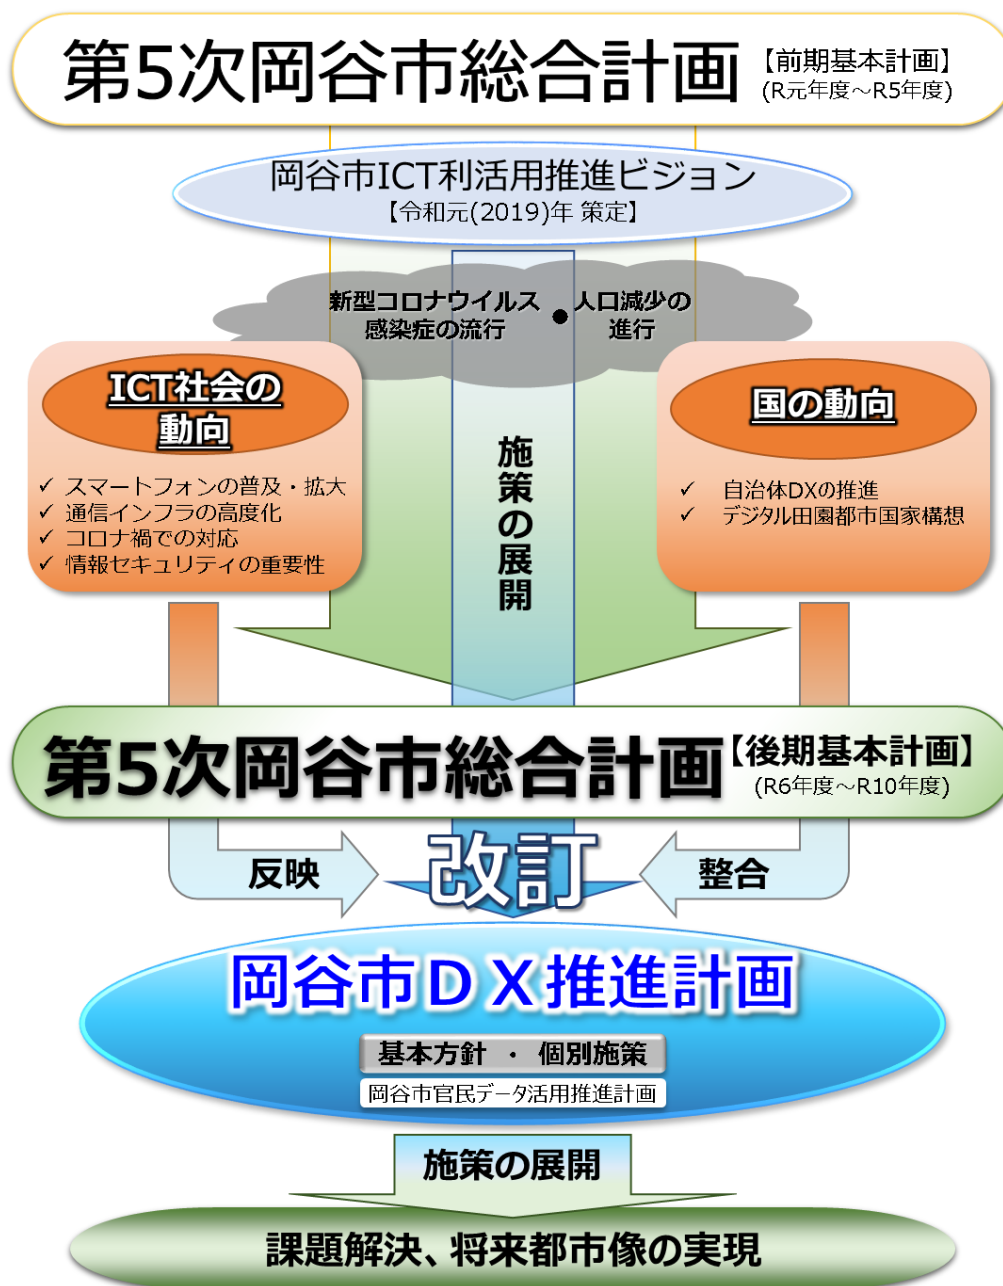 第5次岡谷市総合計画【前期基本計画】
(R元年度～R5年度)
岡谷市ICT利活用推進ビジョン
【令和元(2019)年 策定】
新型コロナウイルス
感染症の流行
●
人口減少の
進行
ICT社会の
動向
✓ スマートフォンの普及・拡大
✓ 通信インフラの高度化
✓ コロナ禍での対応
✓ 情報セキュリティの重要性
施策の展開
国の動向
✓ 自治体DXの推進
✓ デジタル田園都市国家構想
第5次岡谷市総合計画【後期基本計画】
(R6年度～R10年度)
反映
改訂
整合
岡谷市ＤＸ推進計画
基本方針 ・ 個別施策
岡谷市官民データ活用推進計画
施策の展開
課題解決、将来都市像の実現